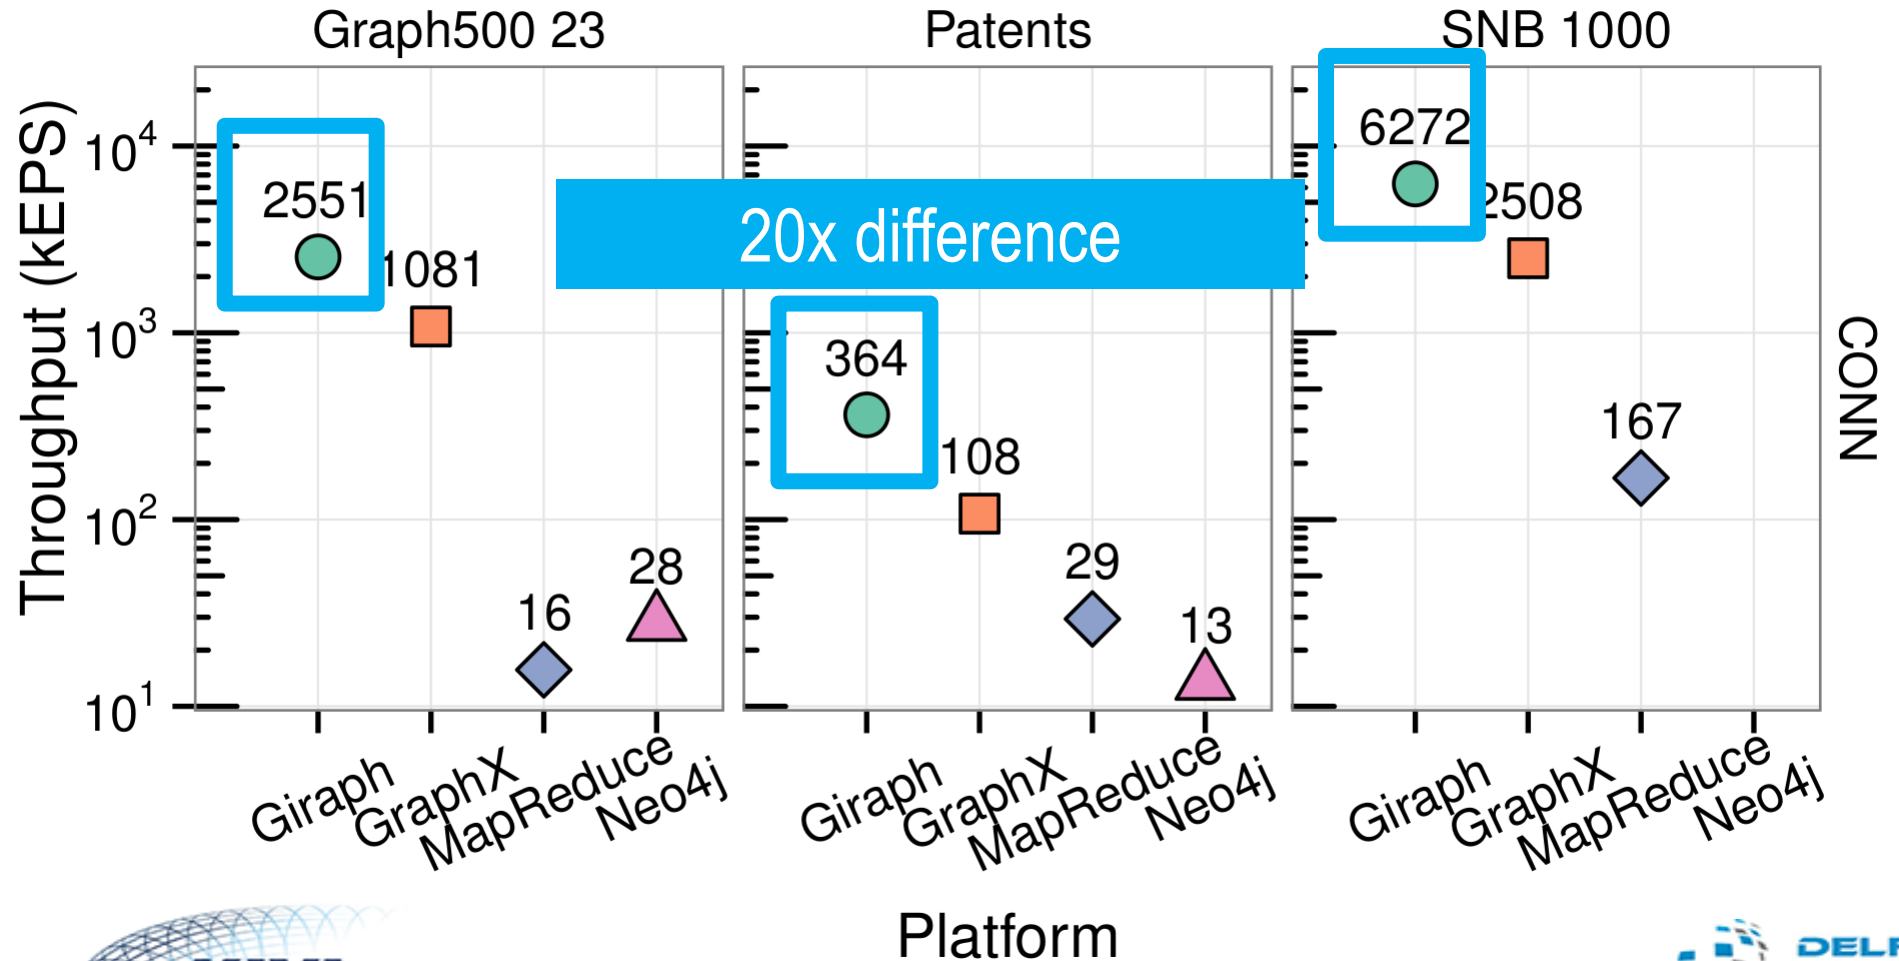 Graph500 23
Patents
SNB 1000
Throughput (kEPS)
10^4
10^3
10^2
10^1
2551
1081
16
28
20x difference
364
108
29
13
6272
2508
167
CONN
Giraph
GraphX
MapReduce
Neo4j
Giraph
GraphX
MapReduce
Neo4j
Giraph
GraphX
MapReduce
Neo4j
Platform